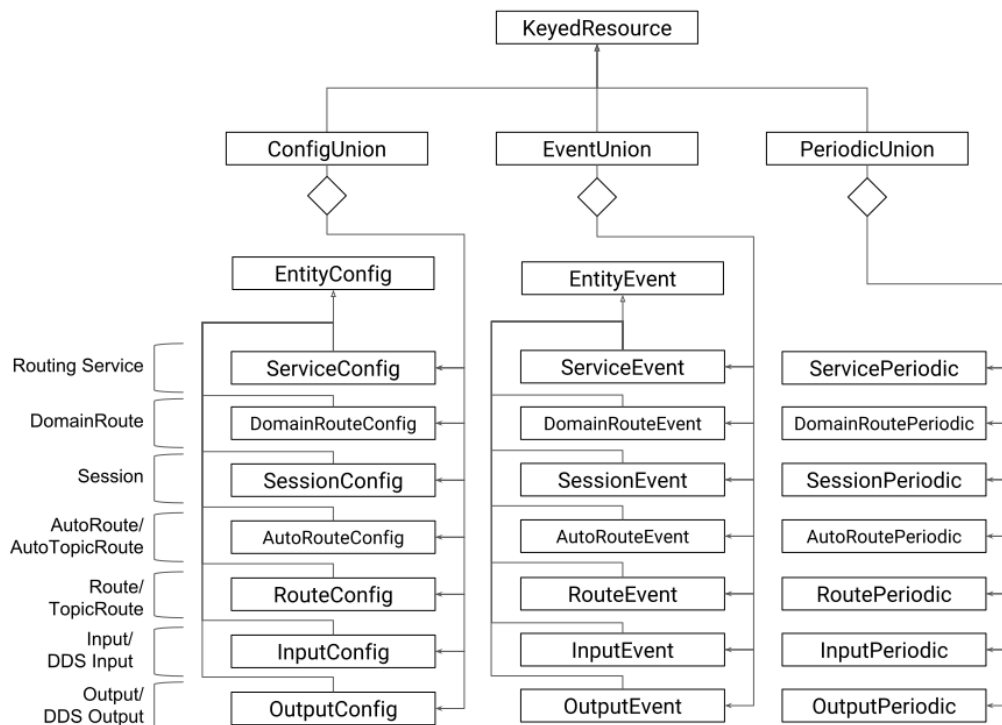 KeyedResource
ConfigUnion
EventUnion
PeriodicUnion
EntityConfig
EntityEvent
Routing Service
ServiceConfig
ServiceEvent
ServicePeriodic
DomainRoute
DomainRouteConfig
DomainRouteEvent
DomainRoutePeriodic
Session
SessionConfig
SessionEvent
SessionPeriodic
AutoRoute/
AutoTopicRoute
AutoRouteConfig
AutoRouteEvent
AutoRoutePeriodic
Route/
TopicRoute
RouteConfig
RouteEvent
RoutePeriodic
Input/
DDS Input
InputConfig
InputEvent
InputPeriodic
Output/
DDS Output
OutputConfig
OutputEvent
OutputPeriodic